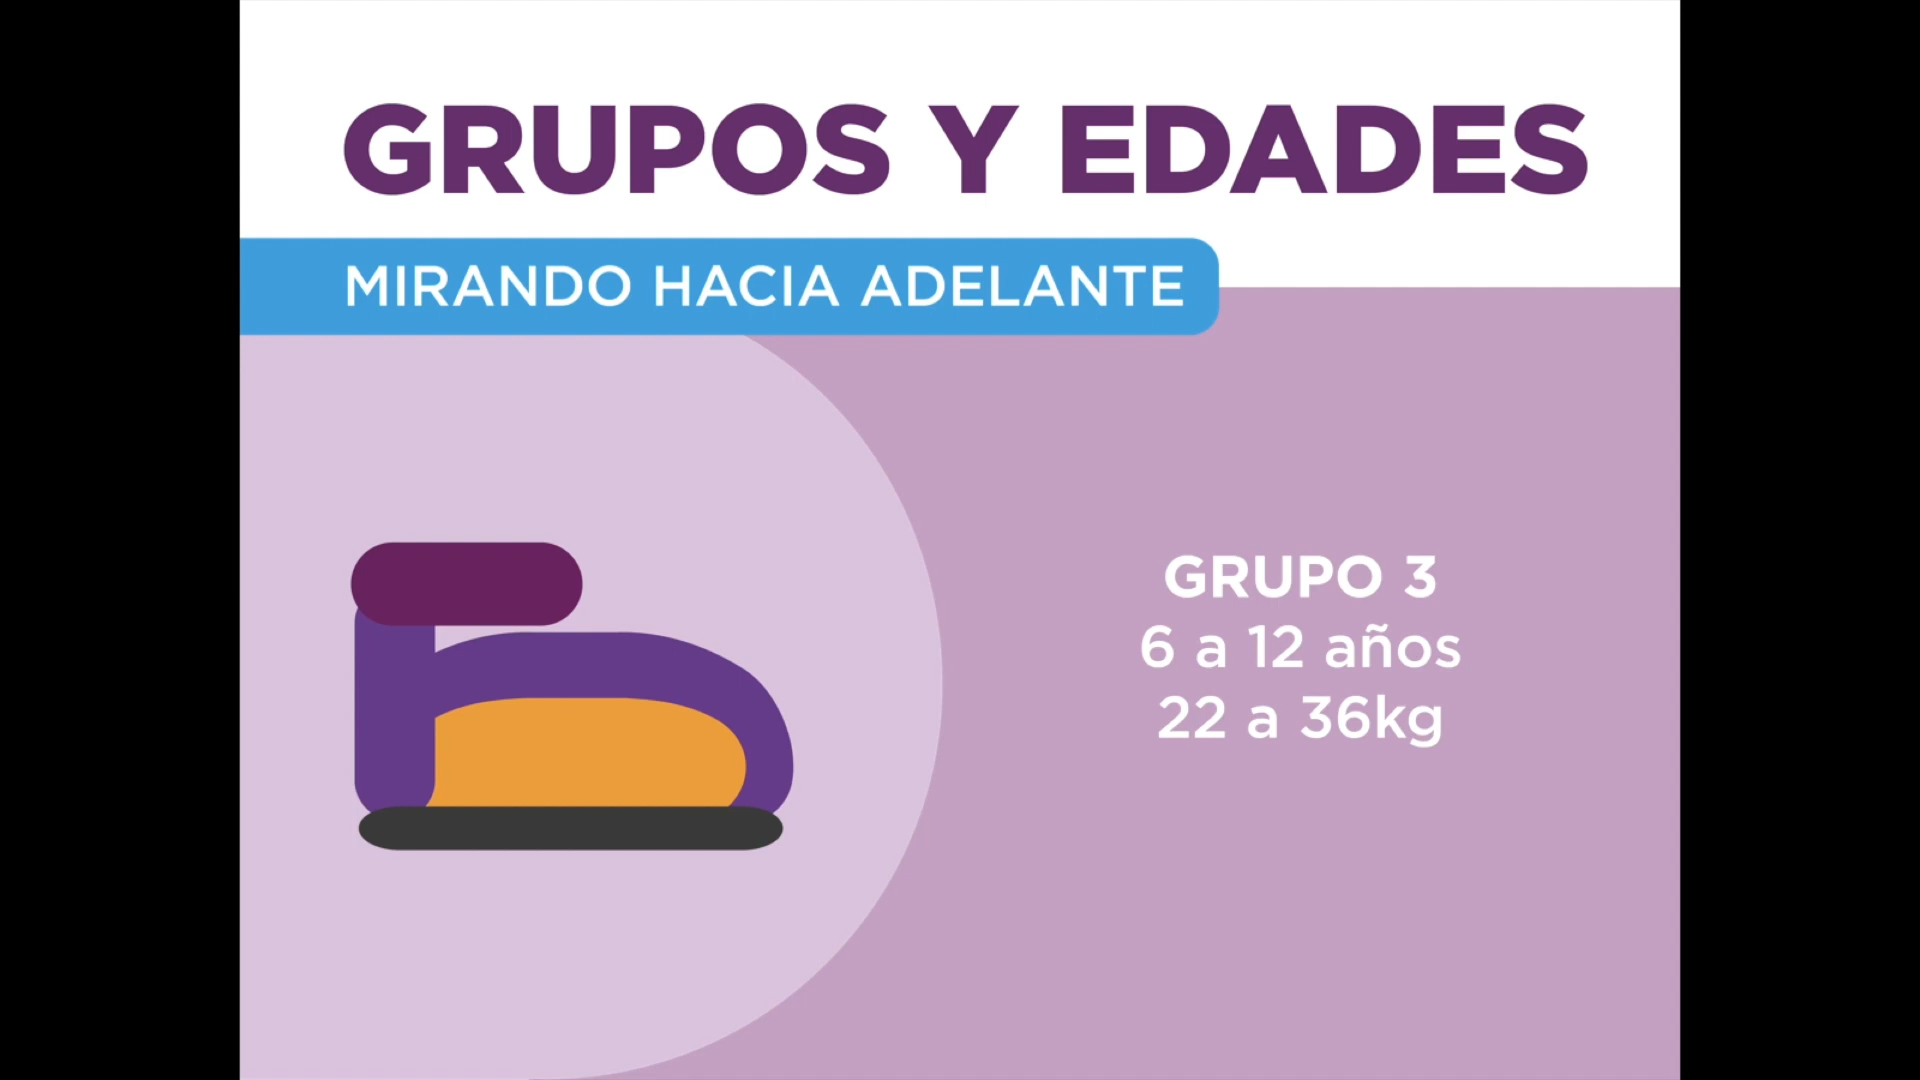 GRUPOS Y EDADES
MIRANDO HACIA ADELANTE
GRUPO 3
6 a 12 años
22 a 36kg